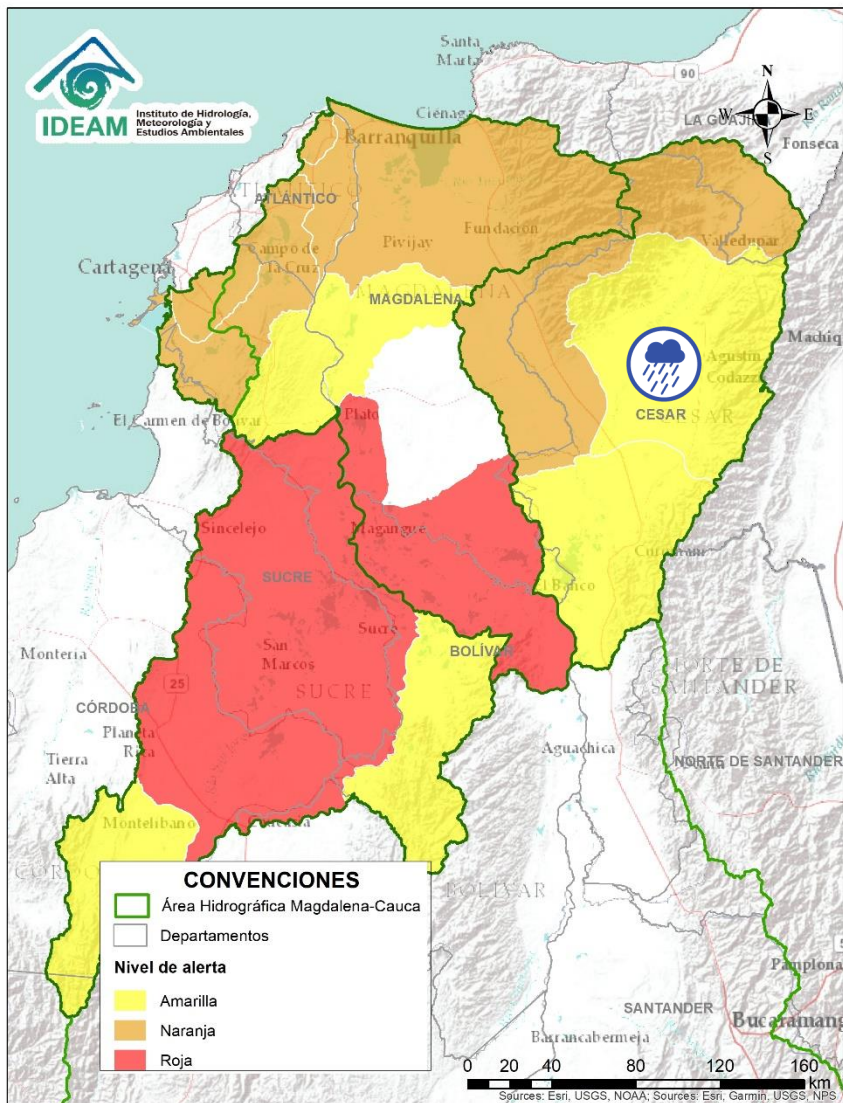 IDEAM
Instituto de Hidrología,
Meteorología y
Estudios Ambientales
Santa
Marta
90
N
W
E
S
LA GUAJIRA
Fonseca
Ciénaga
Barranquilla
ATLÁNTICO
Fundación
Pivijay
Valledupar
Campo de
la Cruz
Cartagena
MAGDALENA
Agustín
Codazzi
CESAR
El Carmen de Bolívar
Plato
Sincelejo
Magangué
SUCRE
El Banco
Sucre
San
Marcos
BOLÍVAR
SUCRE
Monteria
25
CÓRDOBA
NORTE DE
SANTANDER
Planeta
Rica
Tierra
Alta
Aguachica
NORTE DE SANTANDER
Montelibano
BOLÍVAR
CONVENCIONES
Área Hidrográfica Magdalena-Cauca
Departamentos
Nivel de alerta
Amarilla
Naranja
Roja
Pamplona
SANTANDER
Bucaramang
Barrancabermeja
0 20 40 80 120 160
km
Sources: Esri, USGS, NOAA; Sources: Esri, Garmin, USGS, NPS